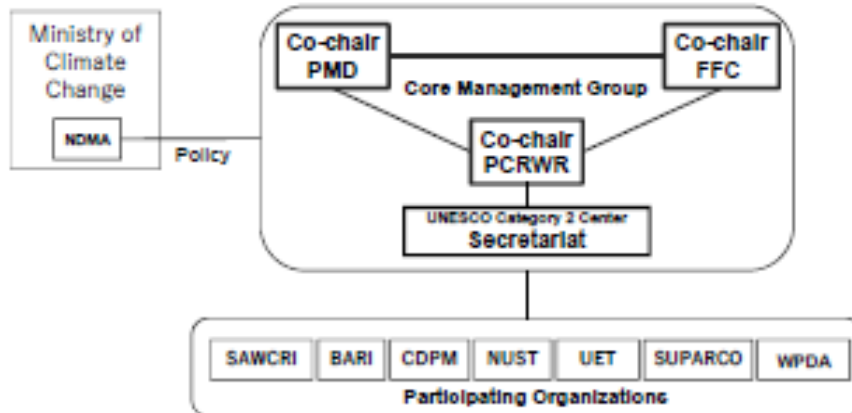 Ministry of
Climate
Change
NDMA
Policy
Co-chair
PMD
Co-chair
FFC
Core Management Group
Co-chair
PCRWR
UNESCO Category 2 Center
Secretariat
SAWCRI
BARI
CDPM
NUST
UET
SUPARCO
WPDA
Participating Organizations